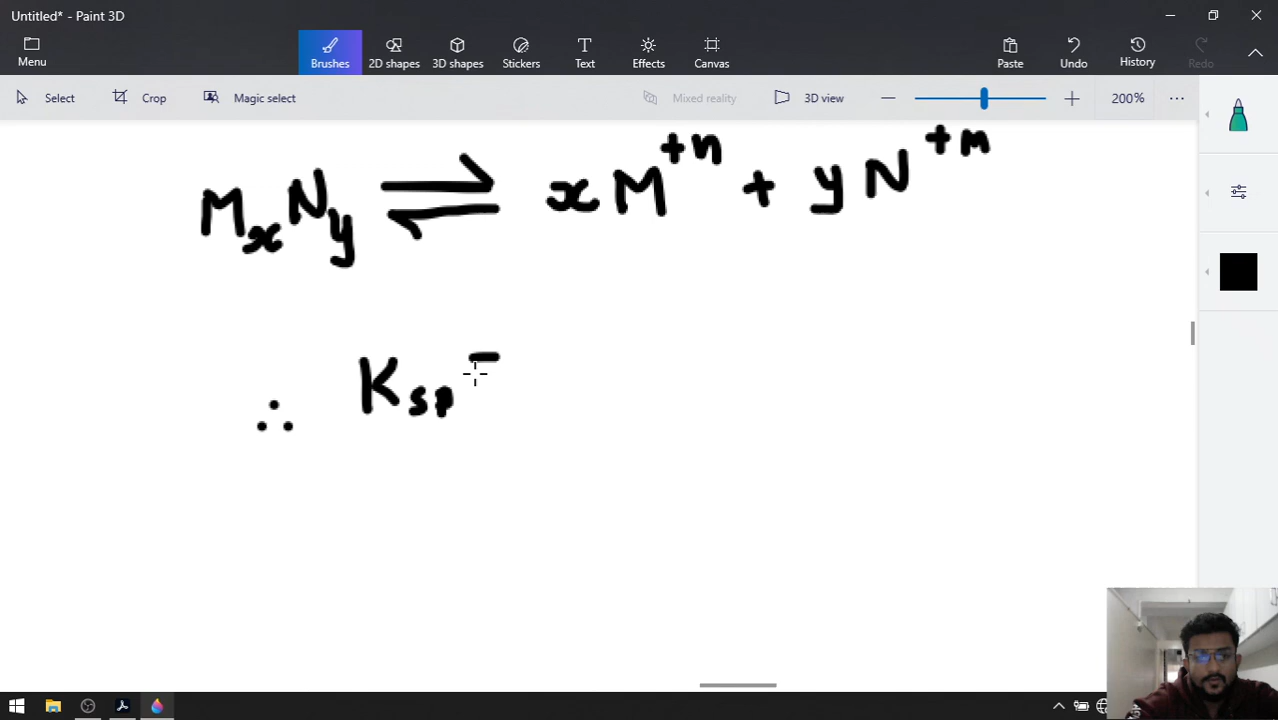 Untitled* - Paint 3D
Menu
Brushes 2D shapes 3D shapes Stickers Text Effects Canvas Paste Undo History Redo
Select Crop Magic select Mixed reality 3D view 200%
MₓNᵧ ⇌ xM⁺ⁿ + yN⁺ᵐ
∴ Ksp -